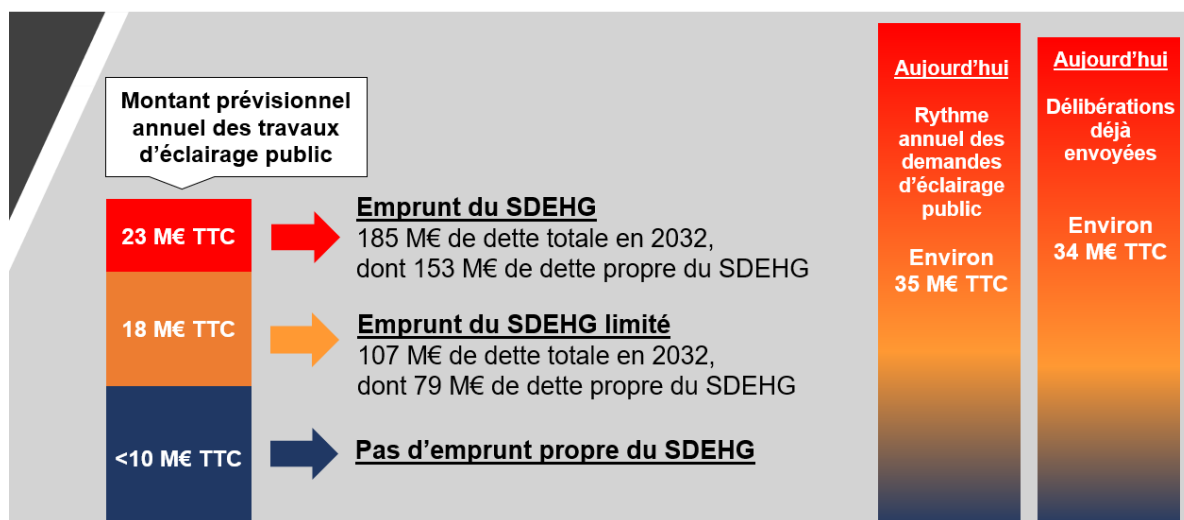 Montant prévisionnel
annuel des travaux
d’éclairage public
23 M€ TTC
Emprunt du SDEHG
185 M€ de dette totale en 2032,
dont 153 M€ de dette propre du SDEHG
18 M€ TTC
Emprunt du SDEHG limité
107 M€ de dette totale en 2032,
dont 79 M€ de dette propre du SDEHG
<10 M€ TTC
Pas d’emprunt propre du SDEHG
Aujourd’hui
Rythme
annuel des
demandes
d’éclairage
public
Environ
35 M€ TTC
Aujourd’hui
Délibérations
déjà
envoyées
Environ
34 M€ TTC